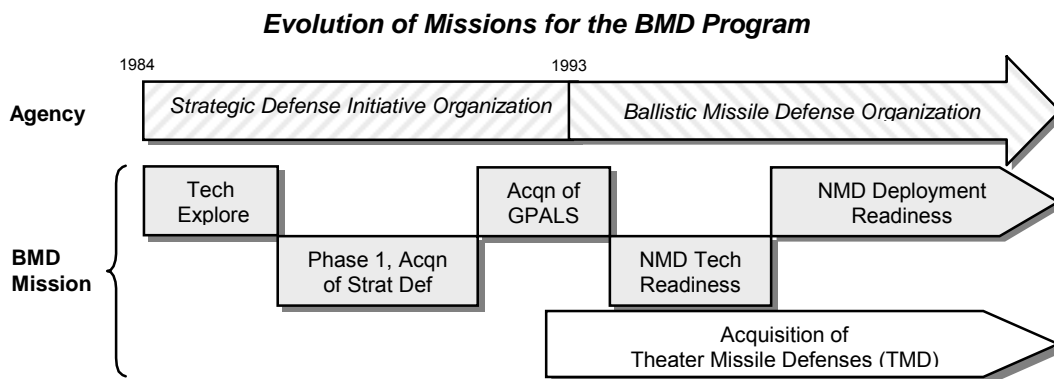 Evolution of Missions for the BMD Program
1984
1993
Agency
Strategic Defense Initiative Organization
Ballistic Missile Defense Organization
BMD
Mission
Tech
Explore
Phase 1, Acqn
of Strat Def
Acqn of
GPALS
NMD Tech
Readiness
NMD Deployment
Readiness
Acquisition of
Theater Missile Defenses (TMD)